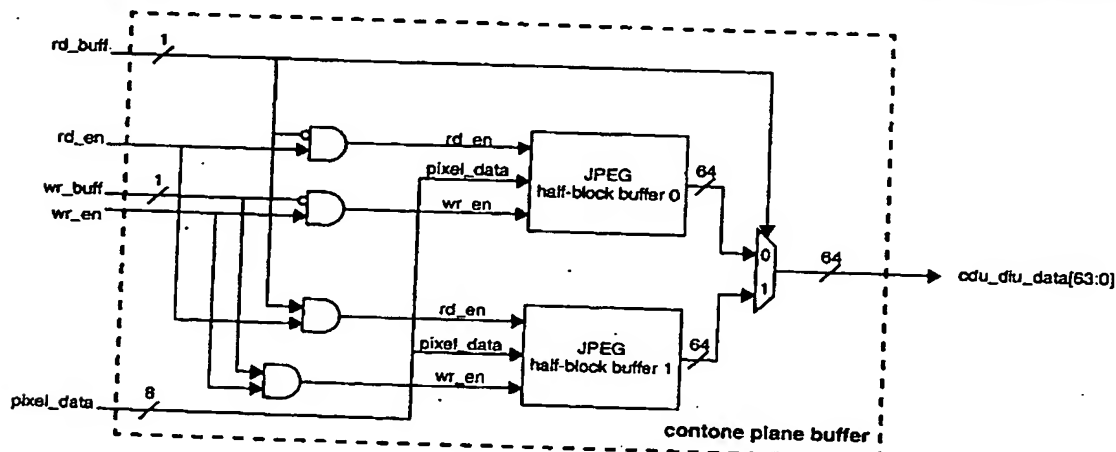 rd_buff
1
rd_en
rd_en
JPEG
half-block buffer 0
64
pixel_data
wr_buff
1
wr_en
wr_en
0
1
64
cdu_diu_data[63:0]
rd_en
JPEG
half-block buffer 1
64
pixel_data
wr_en
pixel_data
8
contone plane buffer